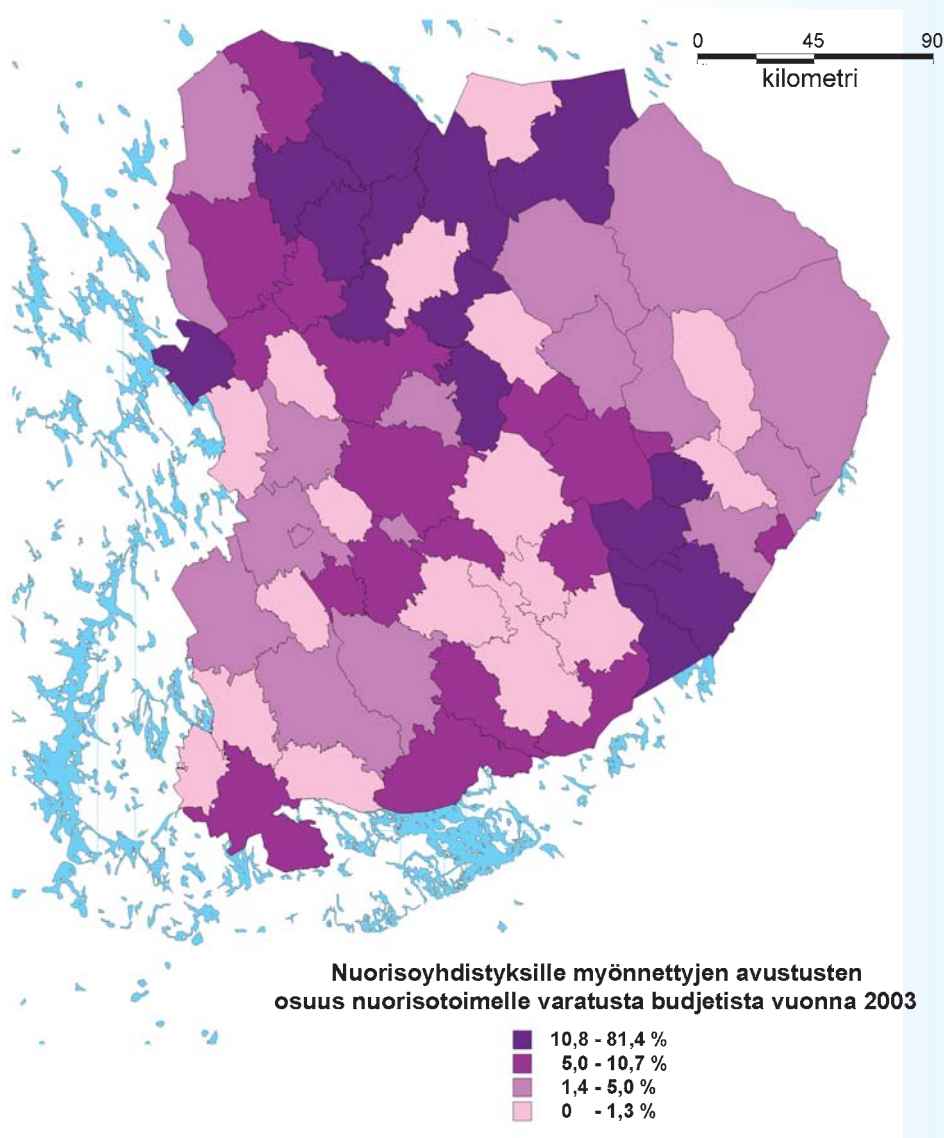 0 45 90
kilometri
Nuorisoyhdistyksille myönnettyjen avustusten
osuus nuorisotoimelle varatusta budjetista vuonna 2003
10,8 - 81,4 %
5,0 - 10,7 %
1,4 - 5,0 %
0 - 1,3 %